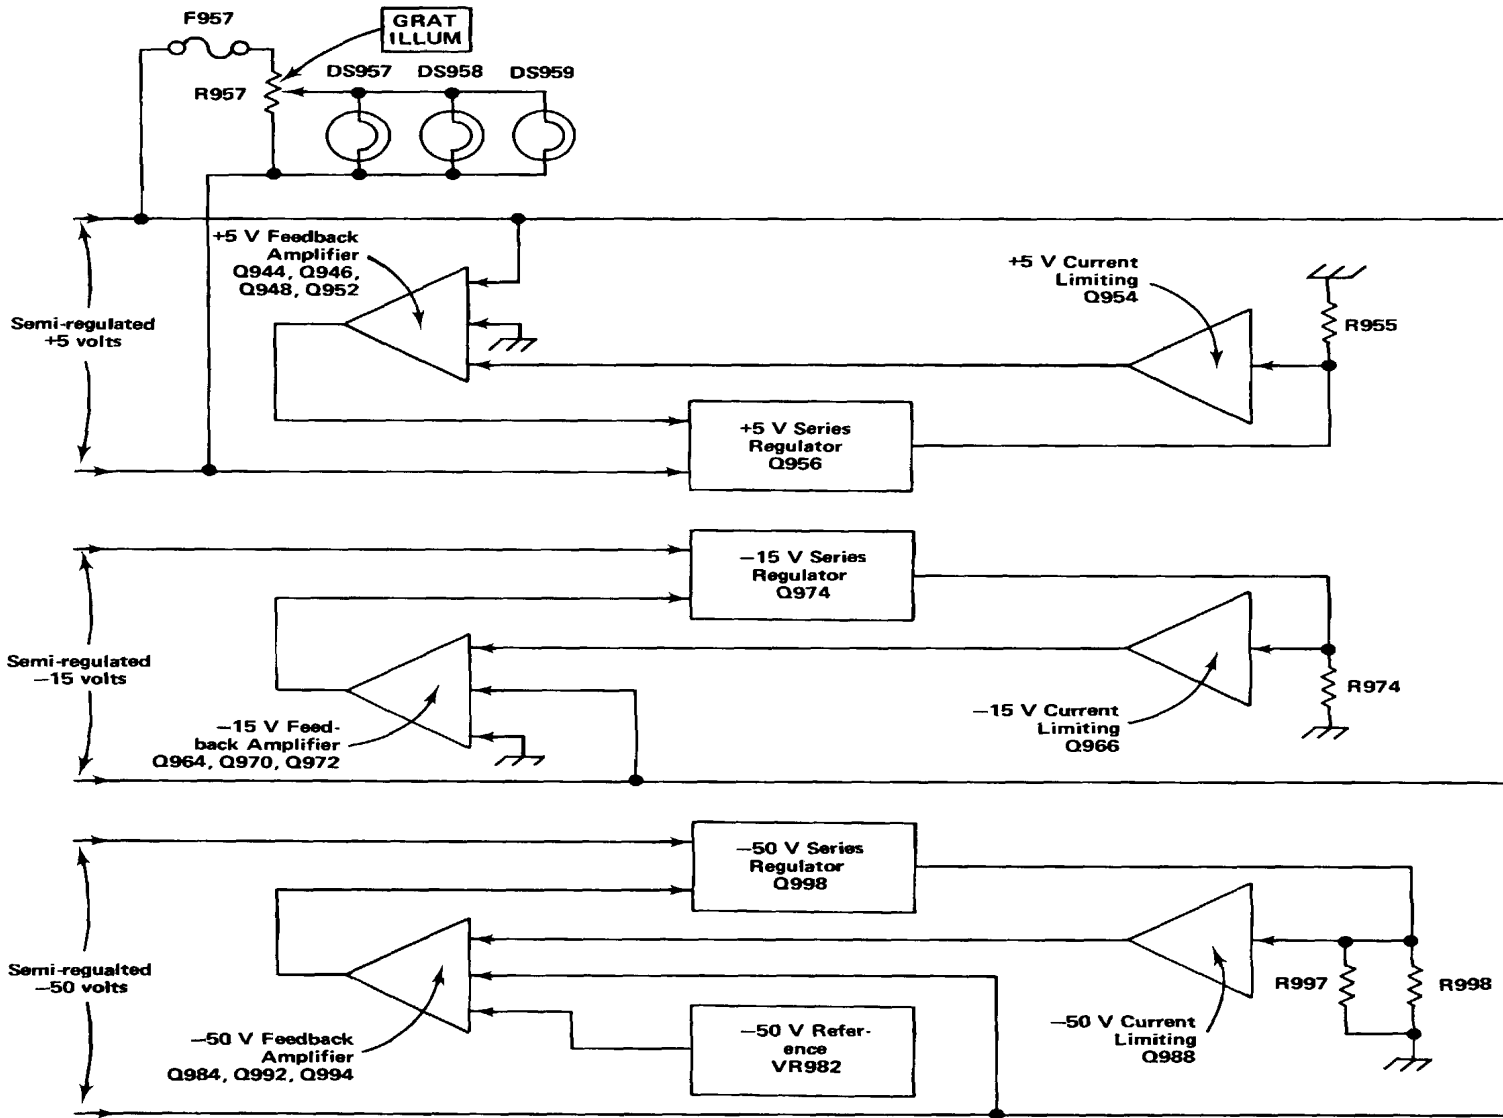 F957
GRAT
ILLUM
R957
DS957
DS958
DS959
+5 V Feedback
Amplifier
Q944, Q946,
Q948, Q952
+5 V Current
Limiting
Q954
R955
Semi-regulated
+5 volts
+5 V Series
Regulator
Q956
−15 V Series
Regulator
Q974
Semi-regulated
−15 volts
−15 V Feed-
back Amplifier
Q964, Q970, Q972
−15 V Current
Limiting
Q966
R974
−50 V Series
Regulator
Q998
Semi-regualted
−50 volts
−50 V Feedback
Amplifier
Q984, Q992, Q994
−50 V Refer-
ence
VR982
−50 V Current
Limiting
Q988
R997
R998